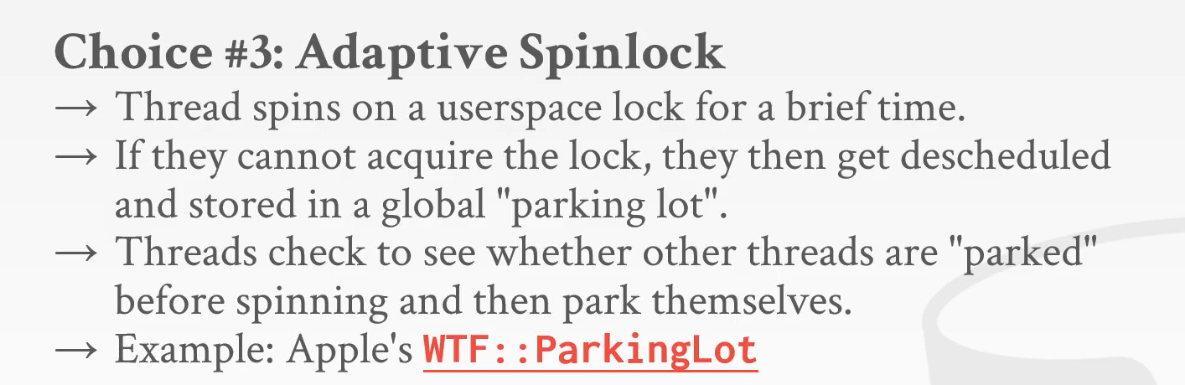 Choice #3: Adaptive Spinlock
→ Thread spins on a userspace lock for a brief time.
→ If they cannot acquire the lock, they then get descheduled
and stored in a global "parking lot".
→ Threads check to see whether other threads are "parked"
before spinning and then park themselves.
→ Example: Apple's WTF::ParkingLot